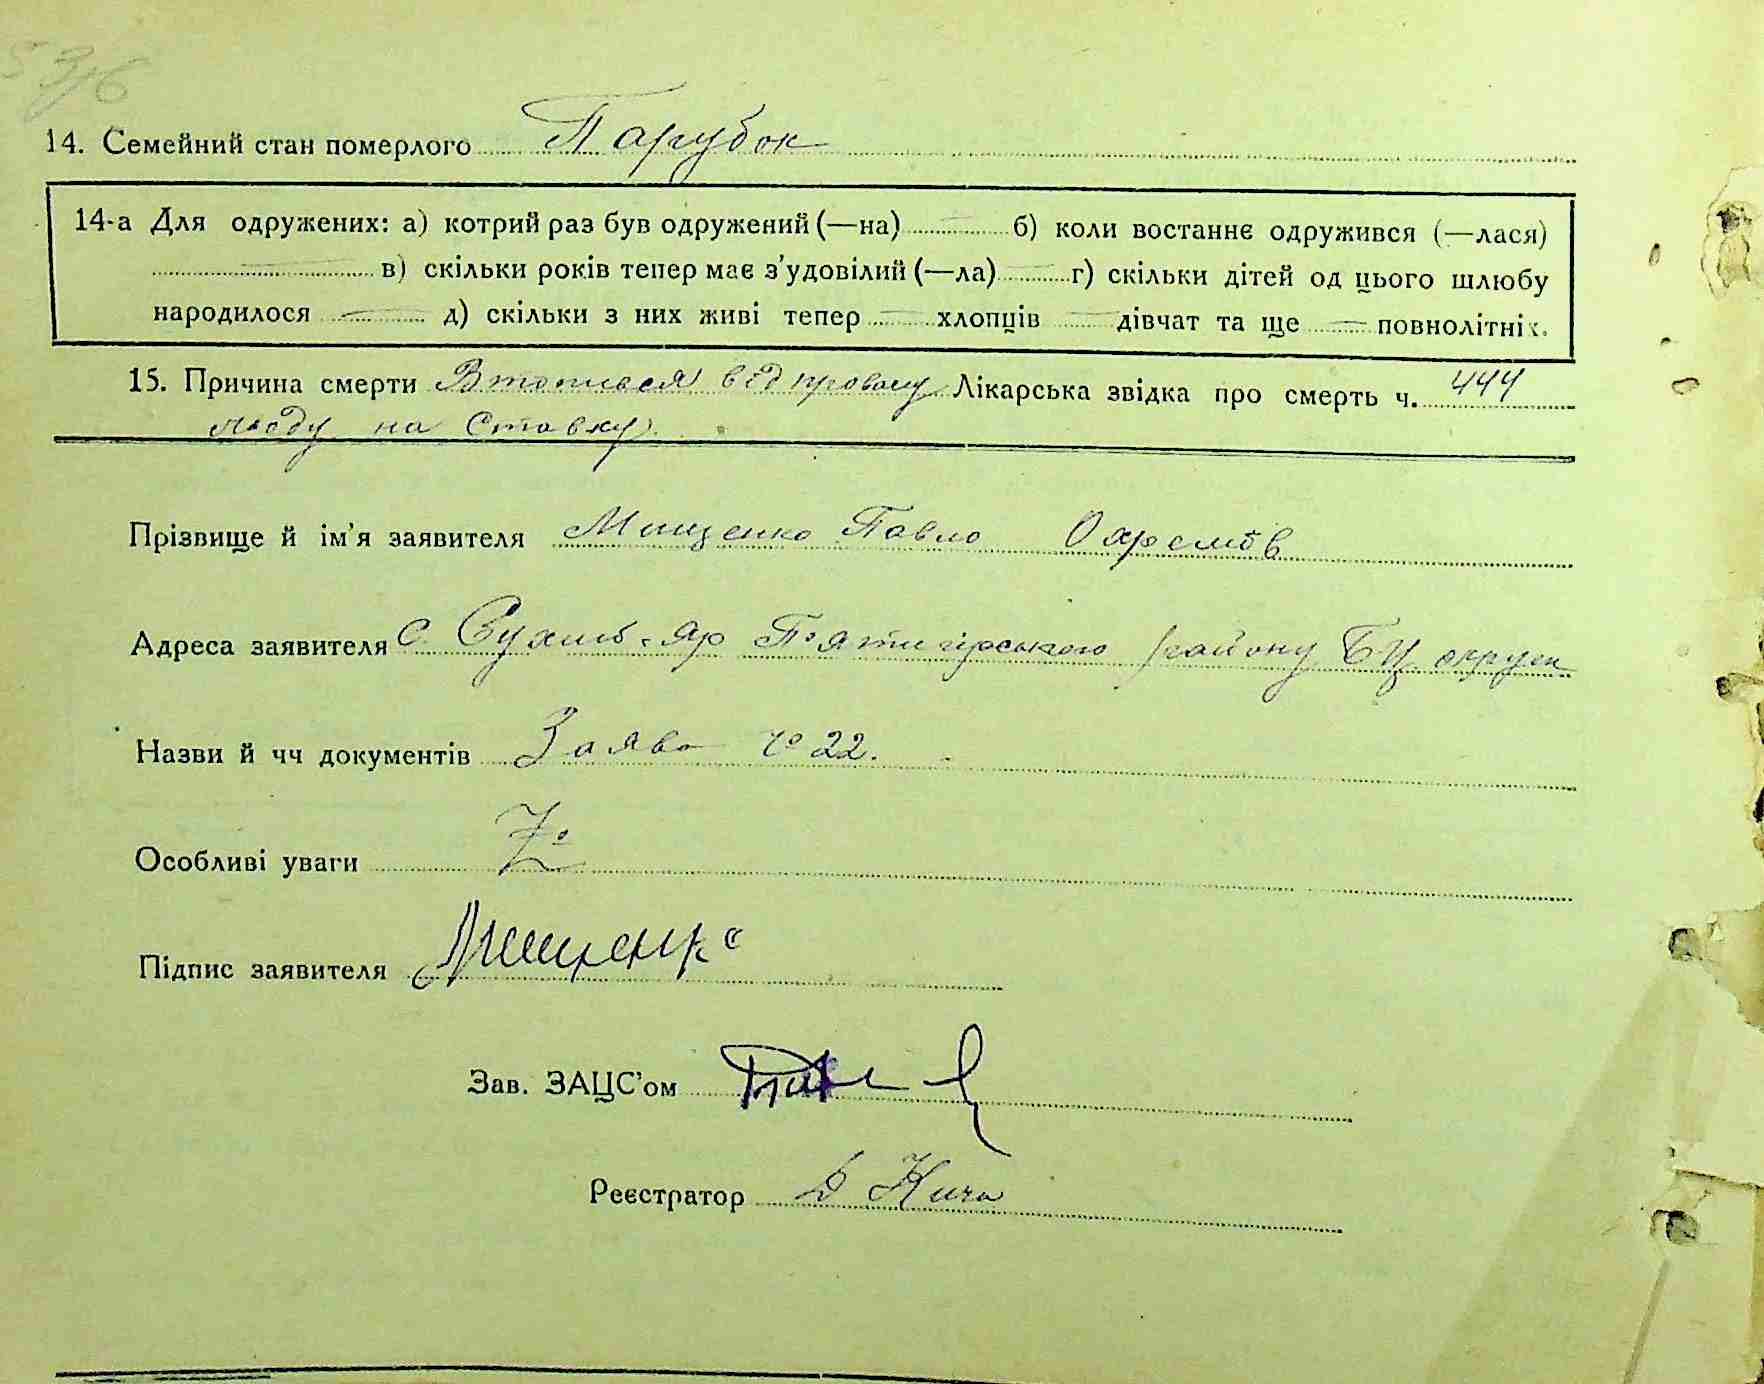 536
14. Семейний стан померлого Парубок
14-а Для одружених: а) котрий раз був одружений (—на) — б) коли востаннє одружився (—лася)
— в) скільки років тепер має з'удовілий (—ла) — г) скільки дітей од цього шлюбу
народилося — д) скільки з них живі тепер — хлопців — дівчат та ще — повнолітніх.
15. Причина смерти Втопився від провалу Лікарська звідка про смерть ч. 444
льоду на Ставку.
Прізвище й ім'я заявителя Мищенко Павло Охремів
Адреса заявителя с. Сухий-Яр П'ятигірського району БЦ округи
Назви й чч документів Заява ч° 22.
Особливі уваги
Підпис заявителя Мищенко
Зав. ЗАЦС'ом
Реєстратор